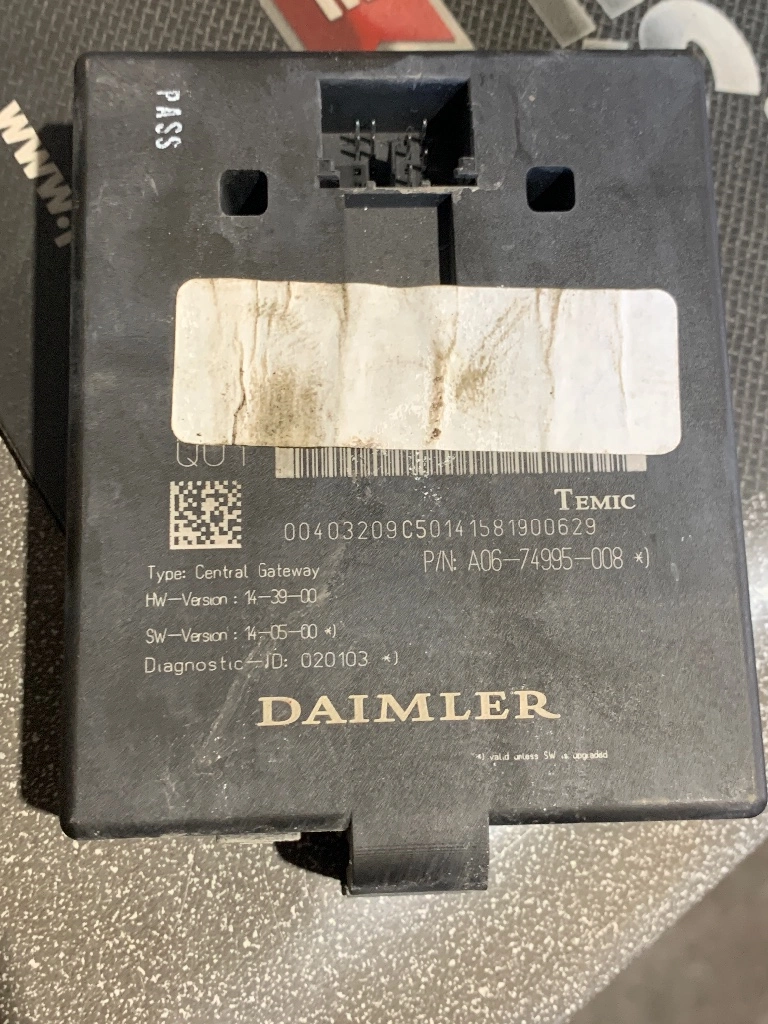 PASS
www.
TEMIC
00403209C50141581900629
P/N: A06-74995-008 *)
Type: Central Gateway
HW-Version : 14-39-00
SW-Version : 14-05-00 *)
Diagnostic-ID: 020103 *)
DAIMLER
*) valid unless SW is upgraded